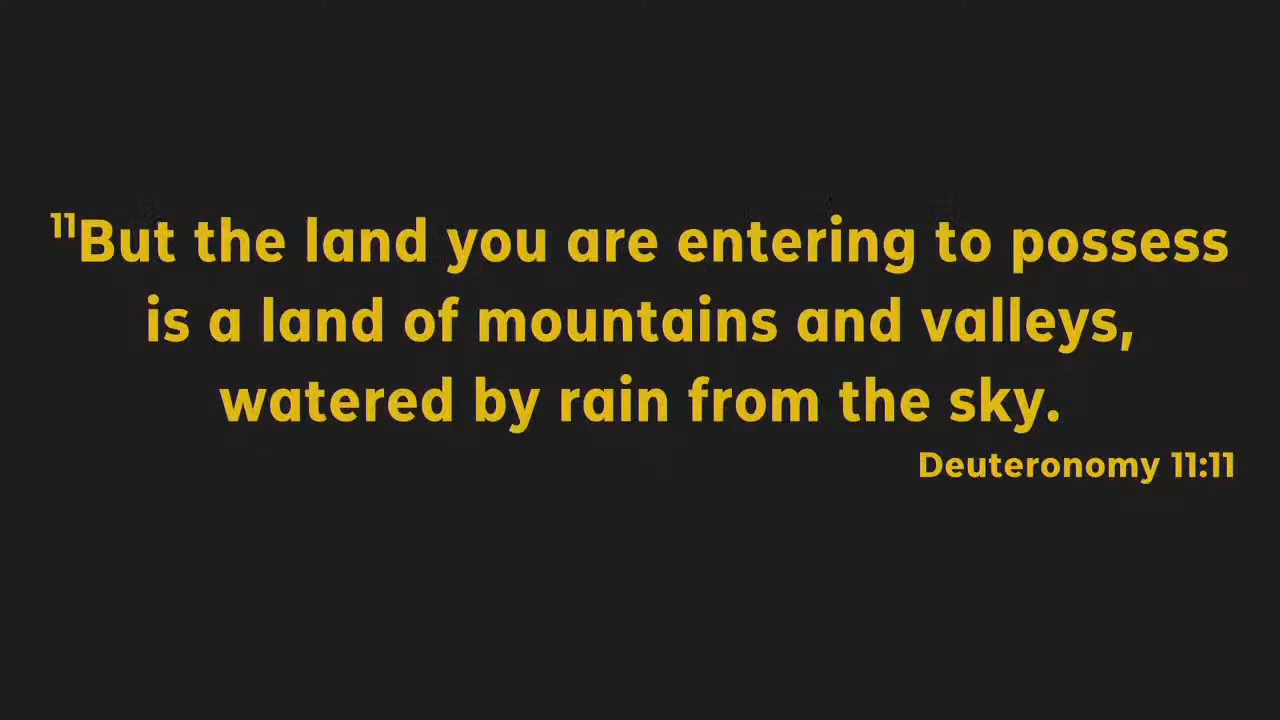 ¹¹But the land you are entering to possess
is a land of mountains and valleys,
watered by rain from the sky.
Deuteronomy 11:11